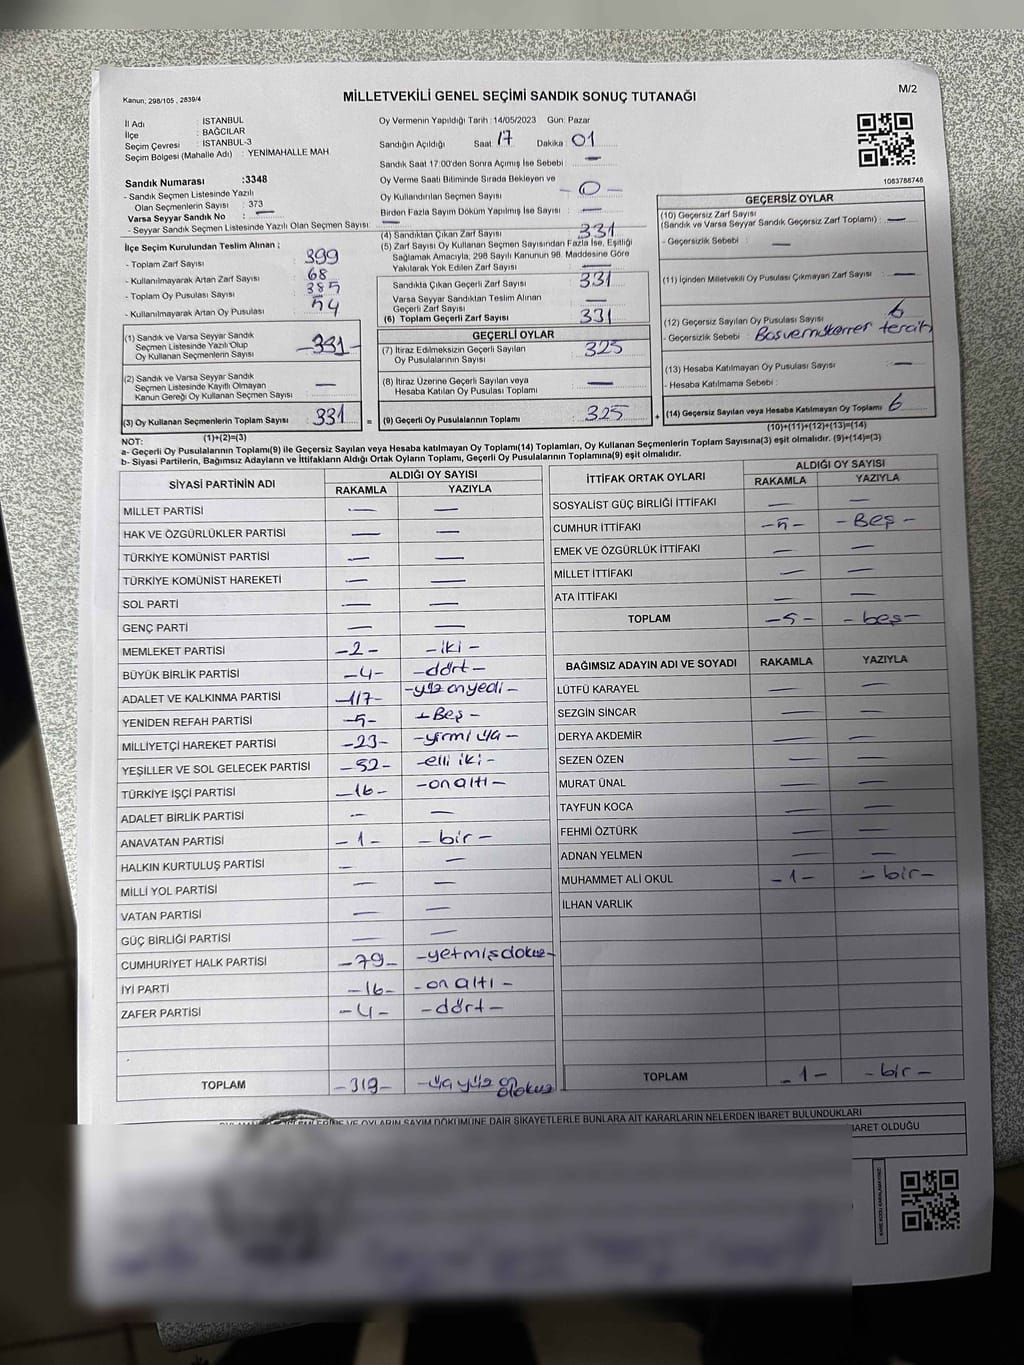 Kanun; 298/105 , 2839/4
MİLLETVEKİLİ GENEL SEÇİMİ SANDIK SONUÇ TUTANAĞI
M/2
İl Adı : İSTANBUL
İlçe : BAĞCILAR
Seçim Çevresi : İSTANBUL-3
Seçim Bölgesi (Mahalle Adı) : YENİMAHALLE MAH.
Oy Vermenin Yapıldığı Tarih : 14/05/2023 Gün: Pazar
Sandığın Açıldığı Saat 17 Dakika 01
Sandık Saat 17:00'den Sonra Açılmış İse Sebebi : —
Oy Verme Saati Bitiminde Sırada Bekleyen ve
Oy Kullandırılan Seçmen Sayısı : - 0 -
Birden Fazla Sayım Döküm Yapılmış İse Sayısı : —
1083788748
Sandık Numarası :3348
- Sandık Seçmen Listesinde Yazılı
Olan Seçmenlerin Sayısı : 373
Varsa Seyyar Sandık No : —
- Seyyar Sandık Seçmen Listesinde Yazılı Olan Seçmen Sayısı : —
İlçe Seçim Kurulundan Teslim Alınan ;
- Toplam Zarf Sayısı : 399
- Kullanılmayarak Artan Zarf Sayısı : 68
- Toplam Oy Pusulası Sayısı : 385
- Kullanılmayarak Artan Oy Pusulası : 54
(1) Sandık ve Varsa Seyyar Sandık
Seçmen Listesinde Yazılı Olup
Oy Kullanan Seçmenlerin Sayısı -331-
(2) Sandık ve Varsa Seyyar Sandık
Seçmen Listesinde Kayıtlı Olmayan
Kanun Gereği Oy Kullanan Seçmen Sayısı —
(3) Oy Kullanan Seçmenlerin Toplam Sayısı 331 =
(4) Sandıktan Çıkan Zarf Sayısı : 331
(5) Zarf Sayısı Oy Kullanan Seçmen Sayısından Fazla İse, Eşitliği
Sağlamak Amacıyla, 298 Sayılı Kanunun 98. Maddesine Göre
Yakılarak Yok Edilen Zarf Sayısı : —
Sandıkta Çıkan Geçerli Zarf Sayısı : 331
Varsa Seyyar Sandıktan Teslim Alınan
Geçerli Zarf Sayısı : —
(6) Toplam Geçerli Zarf Sayısı : 331
GEÇERLİ OYLAR
(7) İtiraz Edilmeksizin Geçerli Sayılan
Oy Pusulalarının Sayısı : 325
(8) İtiraz Üzerine Geçerli Sayılan veya
Hesaba Katılan Oy Pusulaları Toplamı : —
(9) Geçerli Oy Pusulalarının Toplamı : 325 +
GEÇERSİZ OYLAR
(10) Geçersiz Zarf Sayısı
(Sandık ve Varsa Seyyar Sandık Geçersiz Zarf Toplamı) : —
- Geçersizlik Sebebi : —
(11) İçinden Milletvekili Oy Pusulası Çıkmayan Zarf Sayısı : —
(12) Geçersiz Sayılan Oy Pusulası Sayısı : 6
- Geçersizlik Sebebi : tercih
(13) Hesaba Katılmayan Oy Pusulası Sayısı : —
- Hesaba Katılmama Sebebi :
(14) Geçersiz Sayılan veya Hesaba Katılmayan Oy Toplamı 6
(1)+(2)=(3)
(10)+(11)+(12)+(13)=(14)
NOT:
a- Geçerli Oy Pusulalarının Toplamı(9) ile Geçersiz Sayılan veya Hesaba katılmayan Oy Toplamı(14) Toplamları, Oy Kullanan Seçmenlerin Toplam Sayısına(3) eşit olmalıdır. (9)+(14)=(3)
b- Siyasi Partilerin, Bağımsız Adayların ve İttifakların Aldığı Ortak Oyların Toplamı, Geçerli Oy Pusulalarının Toplamına(9) eşit olmalıdır.
SİYASİ PARTİNİN ADI ALDIĞI OY SAYISI
RAKAMLA YAZIYLA
MİLLET PARTİSİ — —
HAK VE ÖZGÜRLÜKLER PARTİSİ — —
TÜRKİYE KOMÜNİST PARTİSİ — —
TÜRKİYE KOMÜNİST HAREKETİ — —
SOL PARTİ — —
GENÇ PARTİ — —
MEMLEKET PARTİSİ -2- -iki-
BÜYÜK BİRLİK PARTİSİ -4- -dört-
ADALET VE KALKINMA PARTİSİ -117- -yüz onyedi-
YENİDEN REFAH PARTİSİ -5- -Beş-
MİLLİYETÇİ HAREKET PARTİSİ -23- -yirmi üç-
YEŞİLLER VE SOL GELECEK PARTİSİ -52- -elli iki-
TÜRKİYE İŞÇİ PARTİSİ -16- -onaltı-
ADALET BİRLİK PARTİSİ — —
ANAVATAN PARTİSİ -1- -bir-
HALKIN KURTULUŞ PARTİSİ — —
MİLLİ YOL PARTİSİ — —
VATAN PARTİSİ — —
GÜÇ BİRLİĞİ PARTİSİ — —
CUMHURİYET HALK PARTİSİ -79- -yetmişdokuz-
İYİ PARTİ -16- -onaltı-
ZAFER PARTİSİ -4- -dört-
TOPLAM -319- -üç yüz dokuz
İTTİFAK ORTAK OYLARI ALDIĞI OY SAYISI
RAKAMLA YAZIYLA
SOSYALİST GÜÇ BİRLİĞİ İTTİFAKI — —
CUMHUR İTTİFAKI -5- -Beş-
EMEK VE ÖZGÜRLÜK İTTİFAKI — —
MİLLET İTTİFAKI — —
ATA İTTİFAKI — —
TOPLAM -5- -beş-
BAĞIMSIZ ADAYIN ADI VE SOYADI RAKAMLA YAZIYLA
LÜTFÜ KARAYEL — —
SEZGİN SİNCAR — —
DERYA AKDEMİR — —
SEZEN ÖZEN — —
MURAT ÜNAL — —
TAYFUN KOCA — —
FEHMİ ÖZTÜRK — —
ADNAN YELMEN — —
MUHAMMET ALİ OKUL -1- -bir-
İLHAN VARLIK
TOPLAM -1- -bir-
VE OYLARIN SAYIM DÖKÜMÜNE DAİR ŞİKAYETLERLE BUNLARA AİT KARARLARIN NELERDEN İBARET BULUNDUKLARI
İBARET OLDUĞU